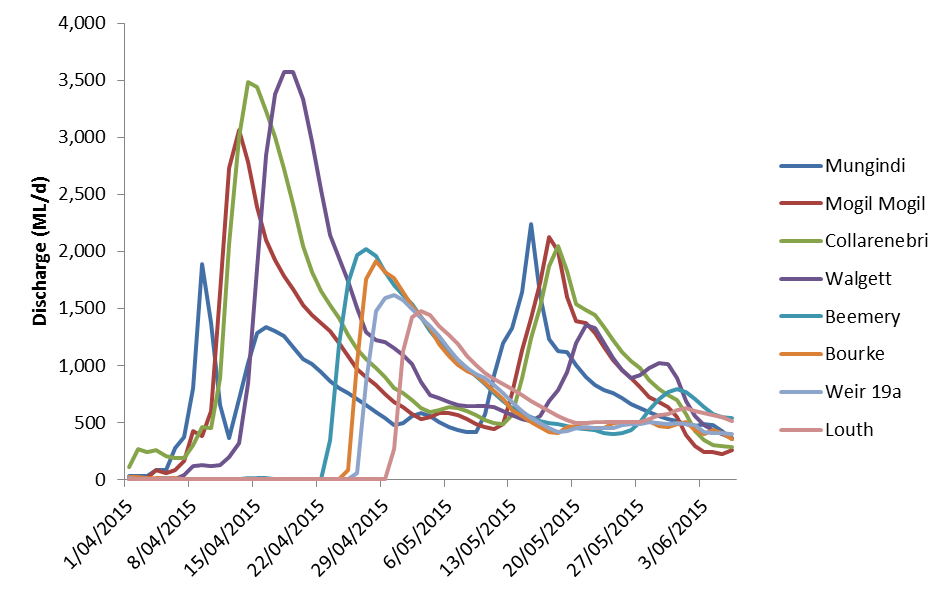 4,000
3,500
3,000
2,500
2,000
1,500
1,000
500
0
Discharge (ML/d)
1/04/2015
8/04/2015
15/04/2015
22/04/2015
29/04/2015
6/05/2015
13/05/2015
20/05/2015
27/05/2015
3/06/2015
Mungindi
Mogil Mogil
Collarenebri
Walgett
Beemery
Bourke
Weir 19a
Louth